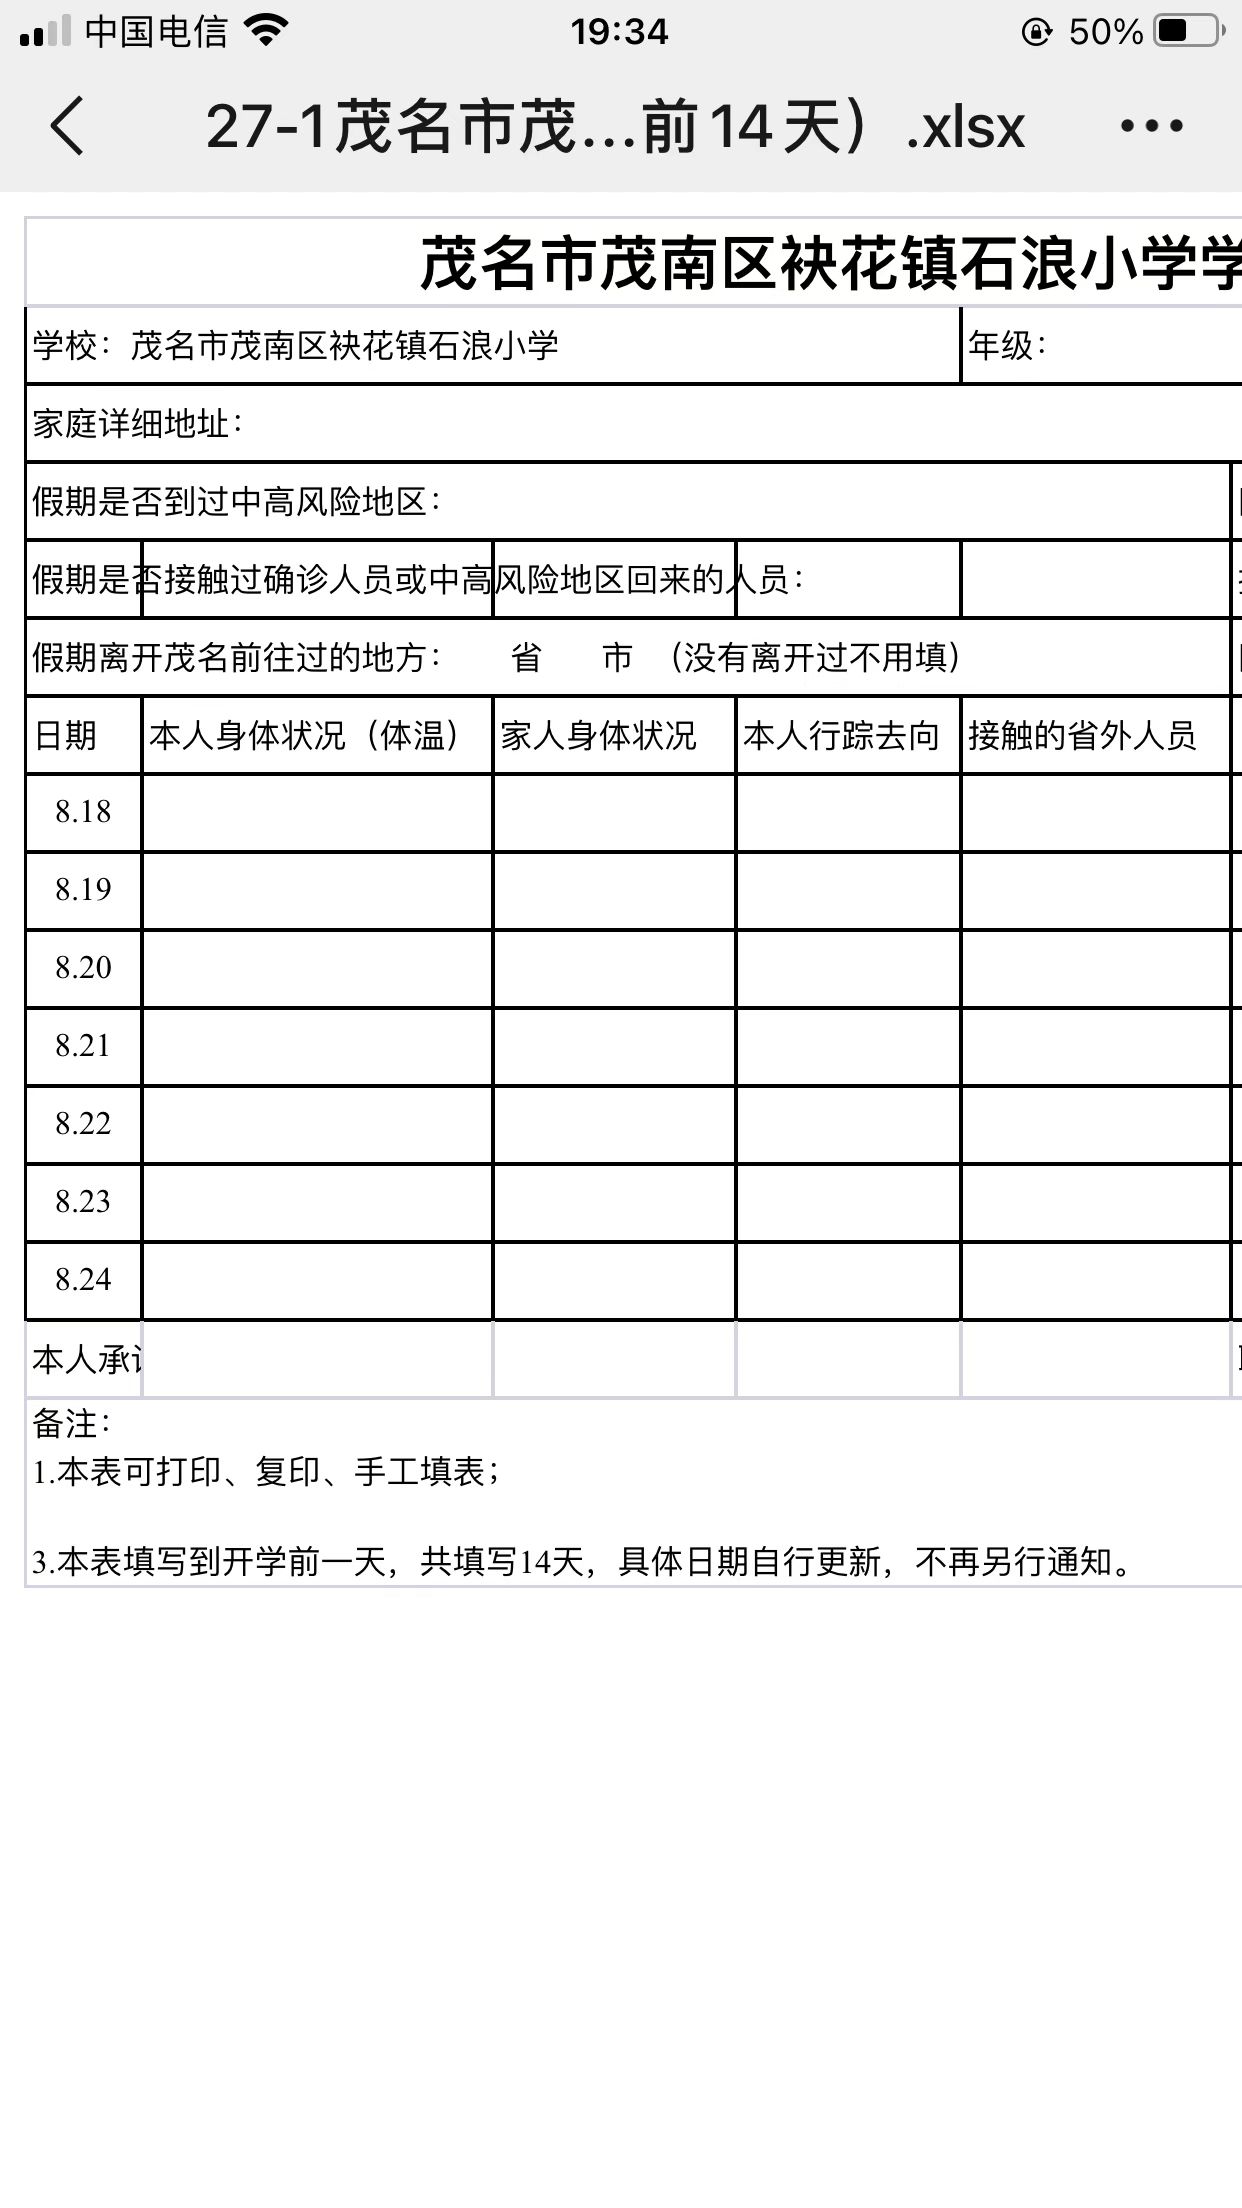 中国电信 19:34 50%
27-1茂名市茂...前14天）.xlsx
茂名市茂南区袂花镇石浪小学学
学校：茂名市茂南区袂花镇石浪小学 年级：
家庭详细地址：
假期是否到过中高风险地区：
假期是否接触过确诊人员或中高风险地区回来的人员：
假期离开茂名前往过的地方： 省 市 （没有离开过不用填）
日期 本人身体状况（体温） 家人身体状况 本人行踪去向 接触的省外人员
8.18
8.19
8.20
8.21
8.22
8.23
8.24
本人承
备注：
1.本表可打印、复印、手工填表；
3.本表填写到开学前一天，共填写14天，具体日期自行更新，不再另行通知。